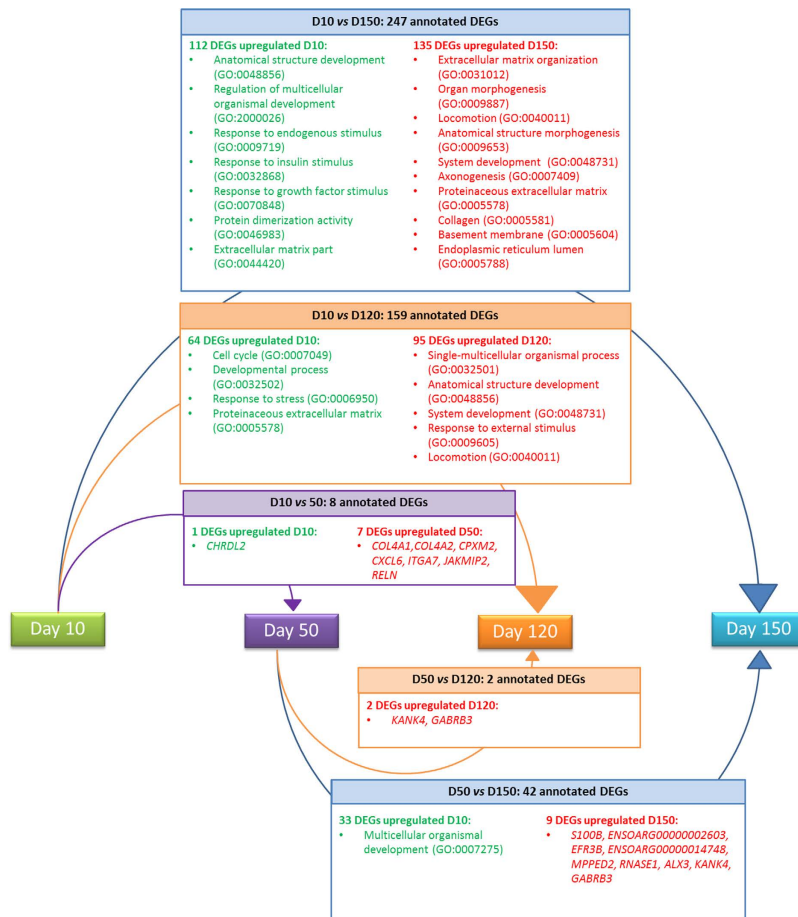 D10 vs D150: 247 annotated DEGs
112 DEGs upregulated D10:
• Anatomical structure development
(GO:0048856)
• Regulation of multicellular
organismal development
(GO:2000026)
• Response to endogenous stimulus
(GO:0009719)
• Response to insulin stimulus
(GO:0032868)
• Response to growth factor stimulus
(GO:0070848)
• Protein dimerization activity
(GO:0046983)
• Extracellular matrix part
(GO:0044420)
135 DEGs upregulated D150:
• Extracellular matrix organization
(GO:0031012)
• Organ morphogenesis
(GO:0009887)
• Locomotion (GO:0040011)
• Anatomical structure morphogenesis
(GO:0009653)
• System development (GO:0048731)
• Axonogenesis (GO:0007409)
• Proteinaceous extracellular matrix
(GO:0005578)
• Collagen (GO:0005581)
• Basement membrane (GO:0005604)
• Endoplasmic reticulum lumen
(GO:0005788)
D10 vs D120: 159 annotated DEGs
64 DEGs upregulated D10:
• Cell cycle (GO:0007049)
• Developmental process
(GO:0032502)
• Response to stress (GO:0006950)
• Proteinaceous extracellular matrix
(GO:0005578)
95 DEGs upregulated D120:
• Single-multicellular organismal process
(GO:0032501)
• Anatomical structure development
(GO:0048856)
• System development (GO:0048731)
• Response to external stimulus
(GO:0009605)
• Locomotion (GO:0040011)
D10 vs 50: 8 annotated DEGs
1 DEGs upregulated D10:
• CHRDL2
7 DEGs upregulated D50:
• COL4A1,COL4A2, CPXM2,
CXCL6, ITGA7, JAKMIP2,
RELN
Day 10
Day 50
Day 120
Day 150
D50 vs D120: 2 annotated DEGs
2 DEGs upregulated D120:
• KANK4, GABRB3
D50 vs D150: 42 annotated DEGs
33 DEGs upregulated D10:
• Multicellular organismal
development (GO:0007275)
9 DEGs upregulated D150:
• S100B, ENSOARG00000002603,
EFR3B, ENSOARG00000014748,
MPPED2, RNASE1, ALX3, KANK4,
GABRB3